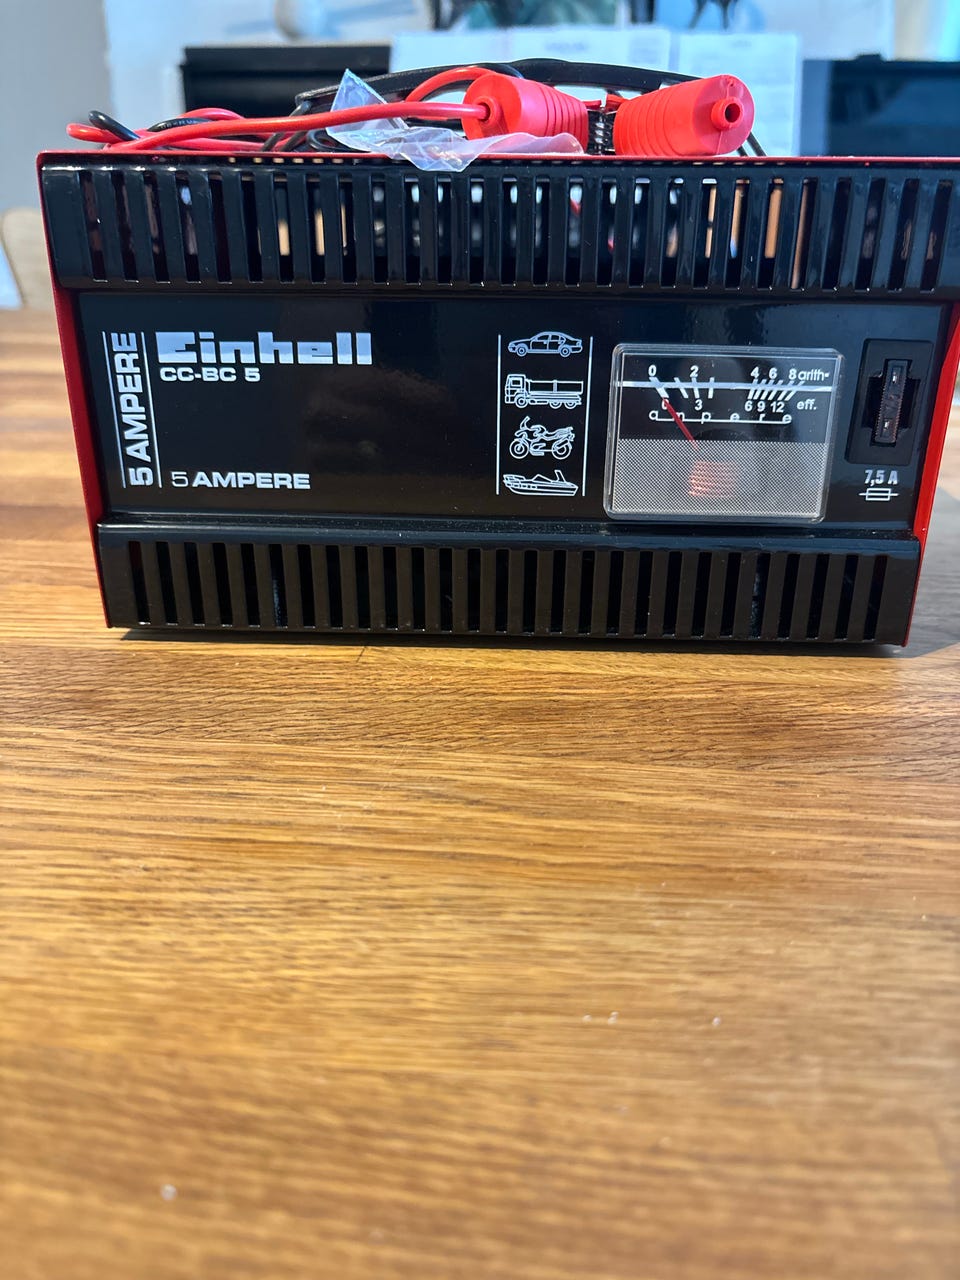 5 AMPERE
Einhell
CC-BC 5
5 AMPERE
0 2 4 6 8 arith
0 3 6 9 12 eff.
ampere
7,5 A